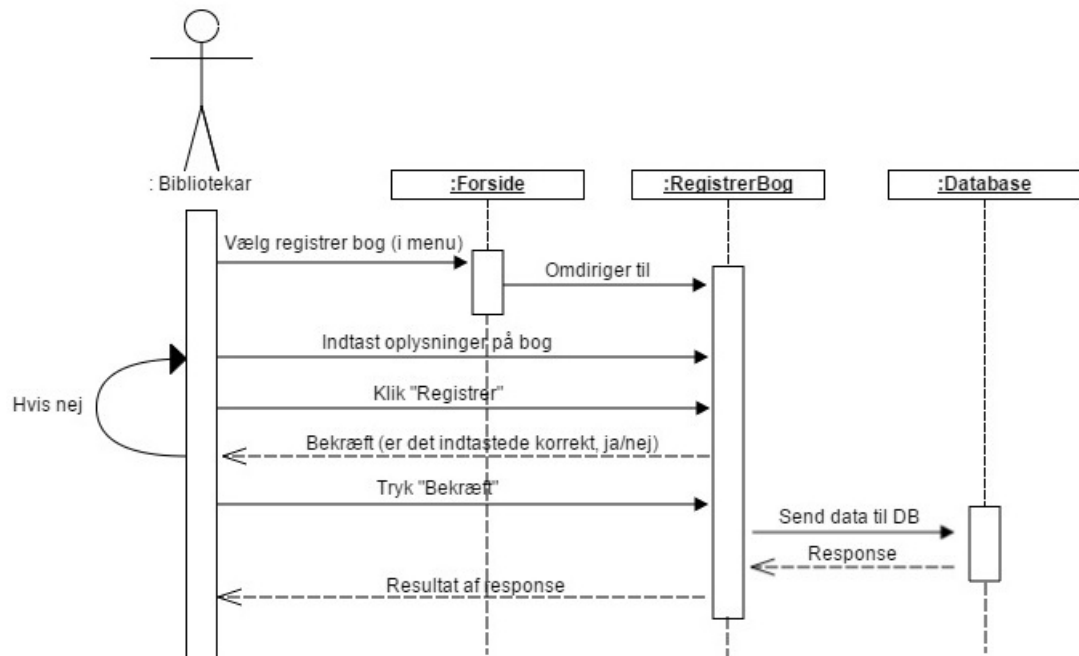 : Bibliotekar
:Forside
:RegistrerBog
:Database
Vælg registrer bog (i menu)
Omdiriger til
Indtast oplysninger på bog
Hvis nej
Klik "Registrer"
Bekræft (er det indtastede korrekt, ja/nej)
Tryk "Bekræft"
Send data til DB
Response
Resultat af response